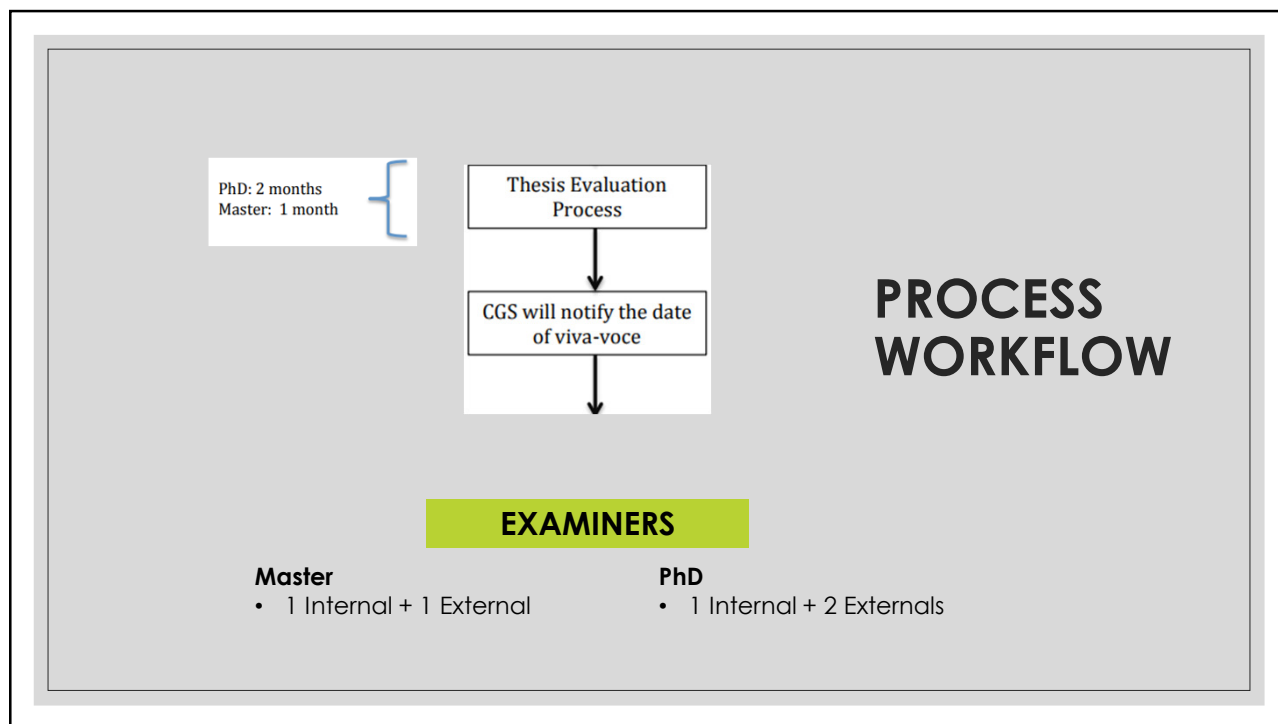 PhD: 2 months
Master: 1 month
Thesis Evaluation
Process
CGS will notify the date
of viva-voce
PROCESS
WORKFLOW
EXAMINERS
Master
• 1 Internal + 1 External
PhD
• 1 Internal + 2 Externals